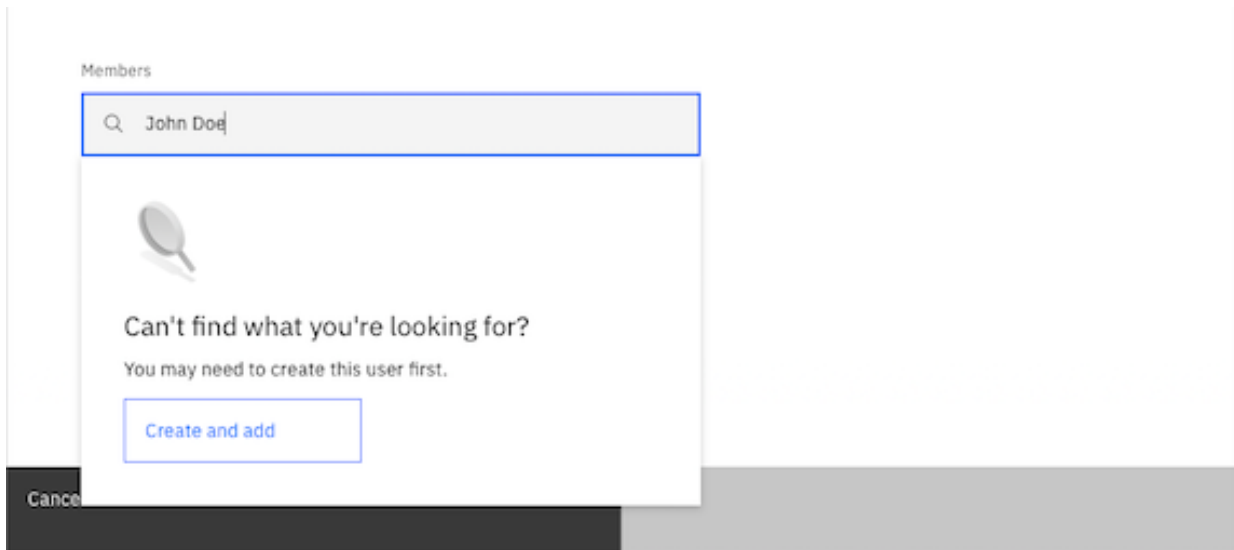 Members
John Doe
Can't find what you're looking for?
You may need to create this user first.
Create and add
Cance